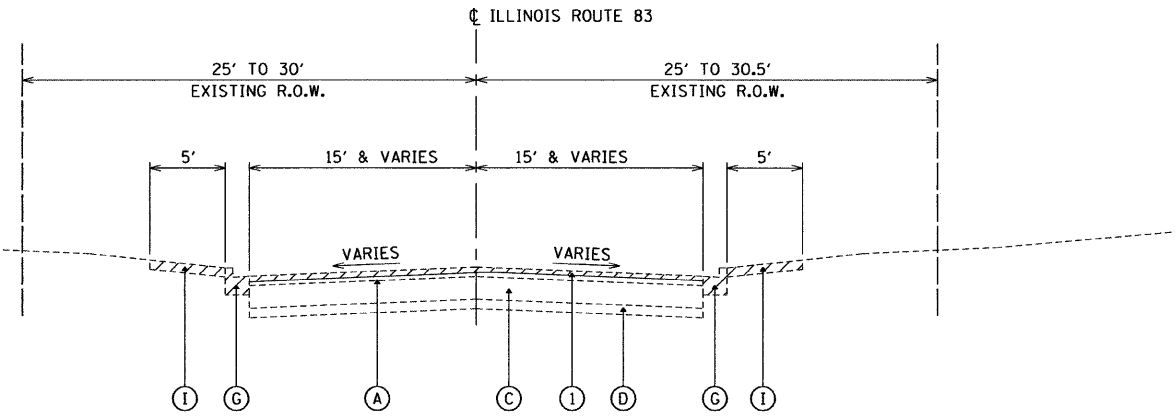 ℄ ILLINOIS ROUTE 83
25' TO 30'
EXISTING R.O.W.
25' TO 30.5'
EXISTING R.O.W.
5'
15' & VARIES
15' & VARIES
5'
VARIES
VARIES
I
G
A
C
1
D
G
I